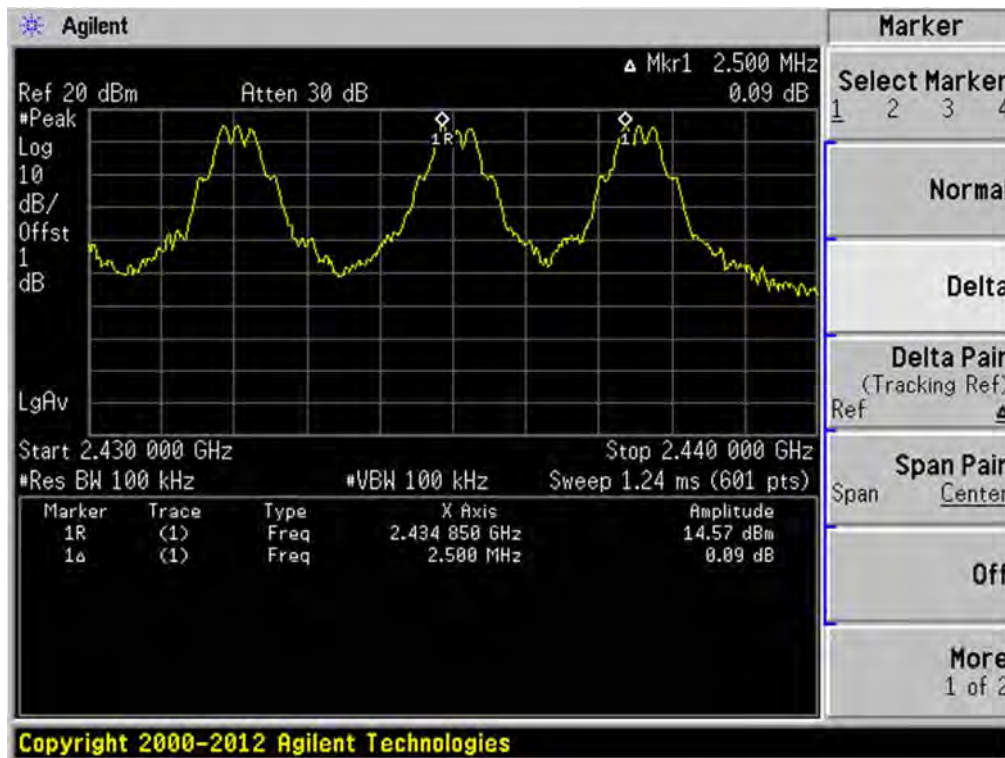 Agilent
Marker
Δ Mkr1 2.500 MHz
Ref 20 dBm Atten 30 dB 0.09 dB
#Peak
Log
10
dB/
Offst
1
dB
LgAv
1R
1
Start 2.430 000 GHz Stop 2.440 000 GHz
#Res BW 100 kHz #VBW 100 kHz Sweep 1.24 ms (601 pts)
Marker Trace Type X Axis Amplitude
1R (1) Freq 2.434 850 GHz 14.57 dBm
1Δ (1) Freq 2.500 MHz 0.09 dB
Select Marker
1 2 3 4
Norma
Delta
Delta Pair
(Tracking Ref)
Ref Δ
Span Pair
Span Center
Off
More
1 of 2
Copyright 2000-2012 Agilent Technologies